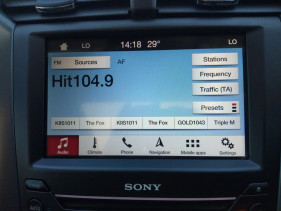 LO 14:18 29° LO
FM Sources AF Stations
Hit104.9
Frequency
Traffic (TA)
Presets
KIIS1011 The Fox KIIS1011 The Fox GOLD1043 Triple M
Audio Climate Phone Navigation Mobile apps Settings
SONY